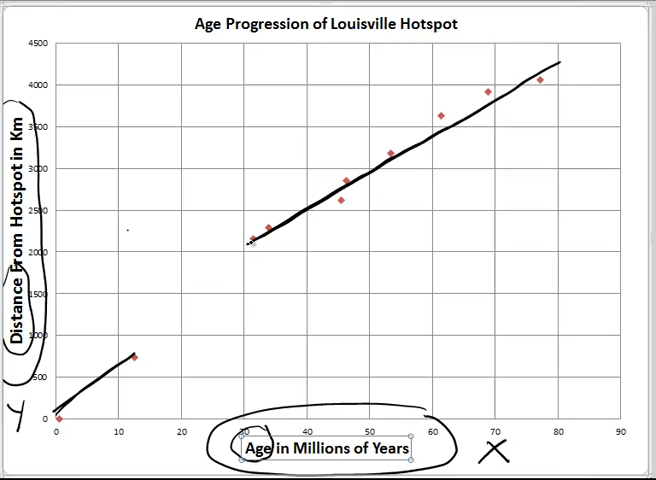 Age Progression of Louisville Hotspot
4500
4000
3500
3000
2500
2000
1500
1000
500
0
Distance From Hotspot in Km
0 10 20 30 40 50 60 70 80 90
Age in Millions of Years
Y
X